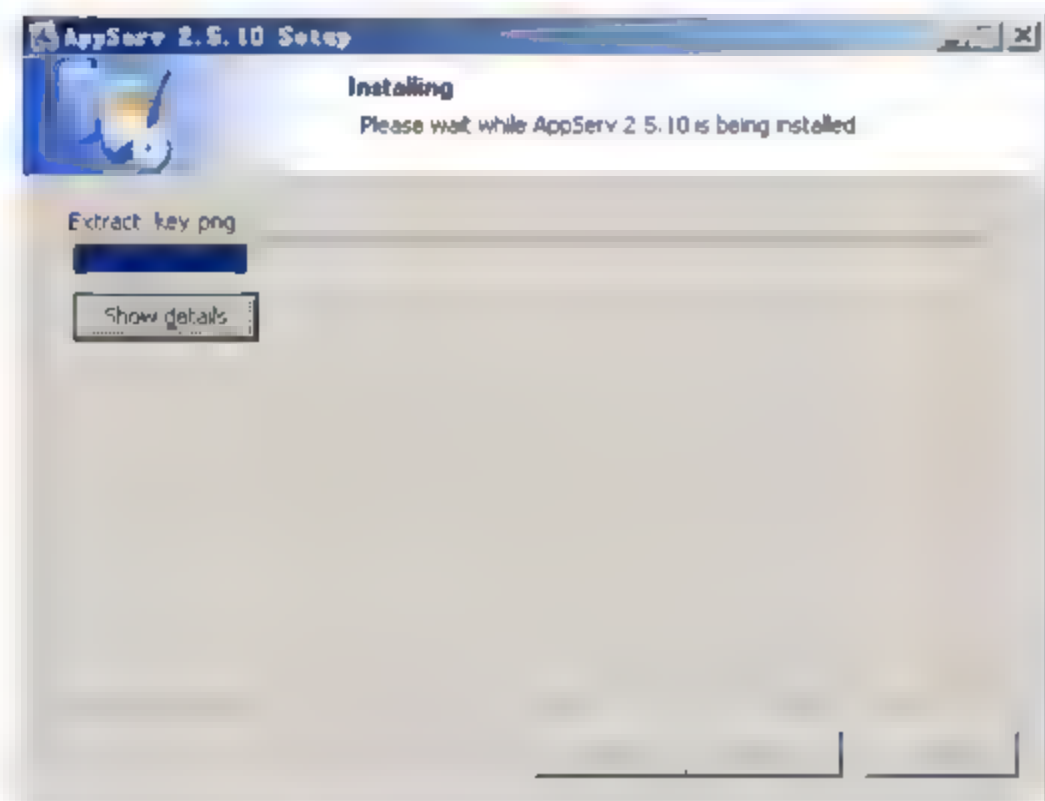 AppServ 2.5.10 Setup
Installing
Please wait while AppServ 2.5.10 is being installed
Extract: key.png
Show details